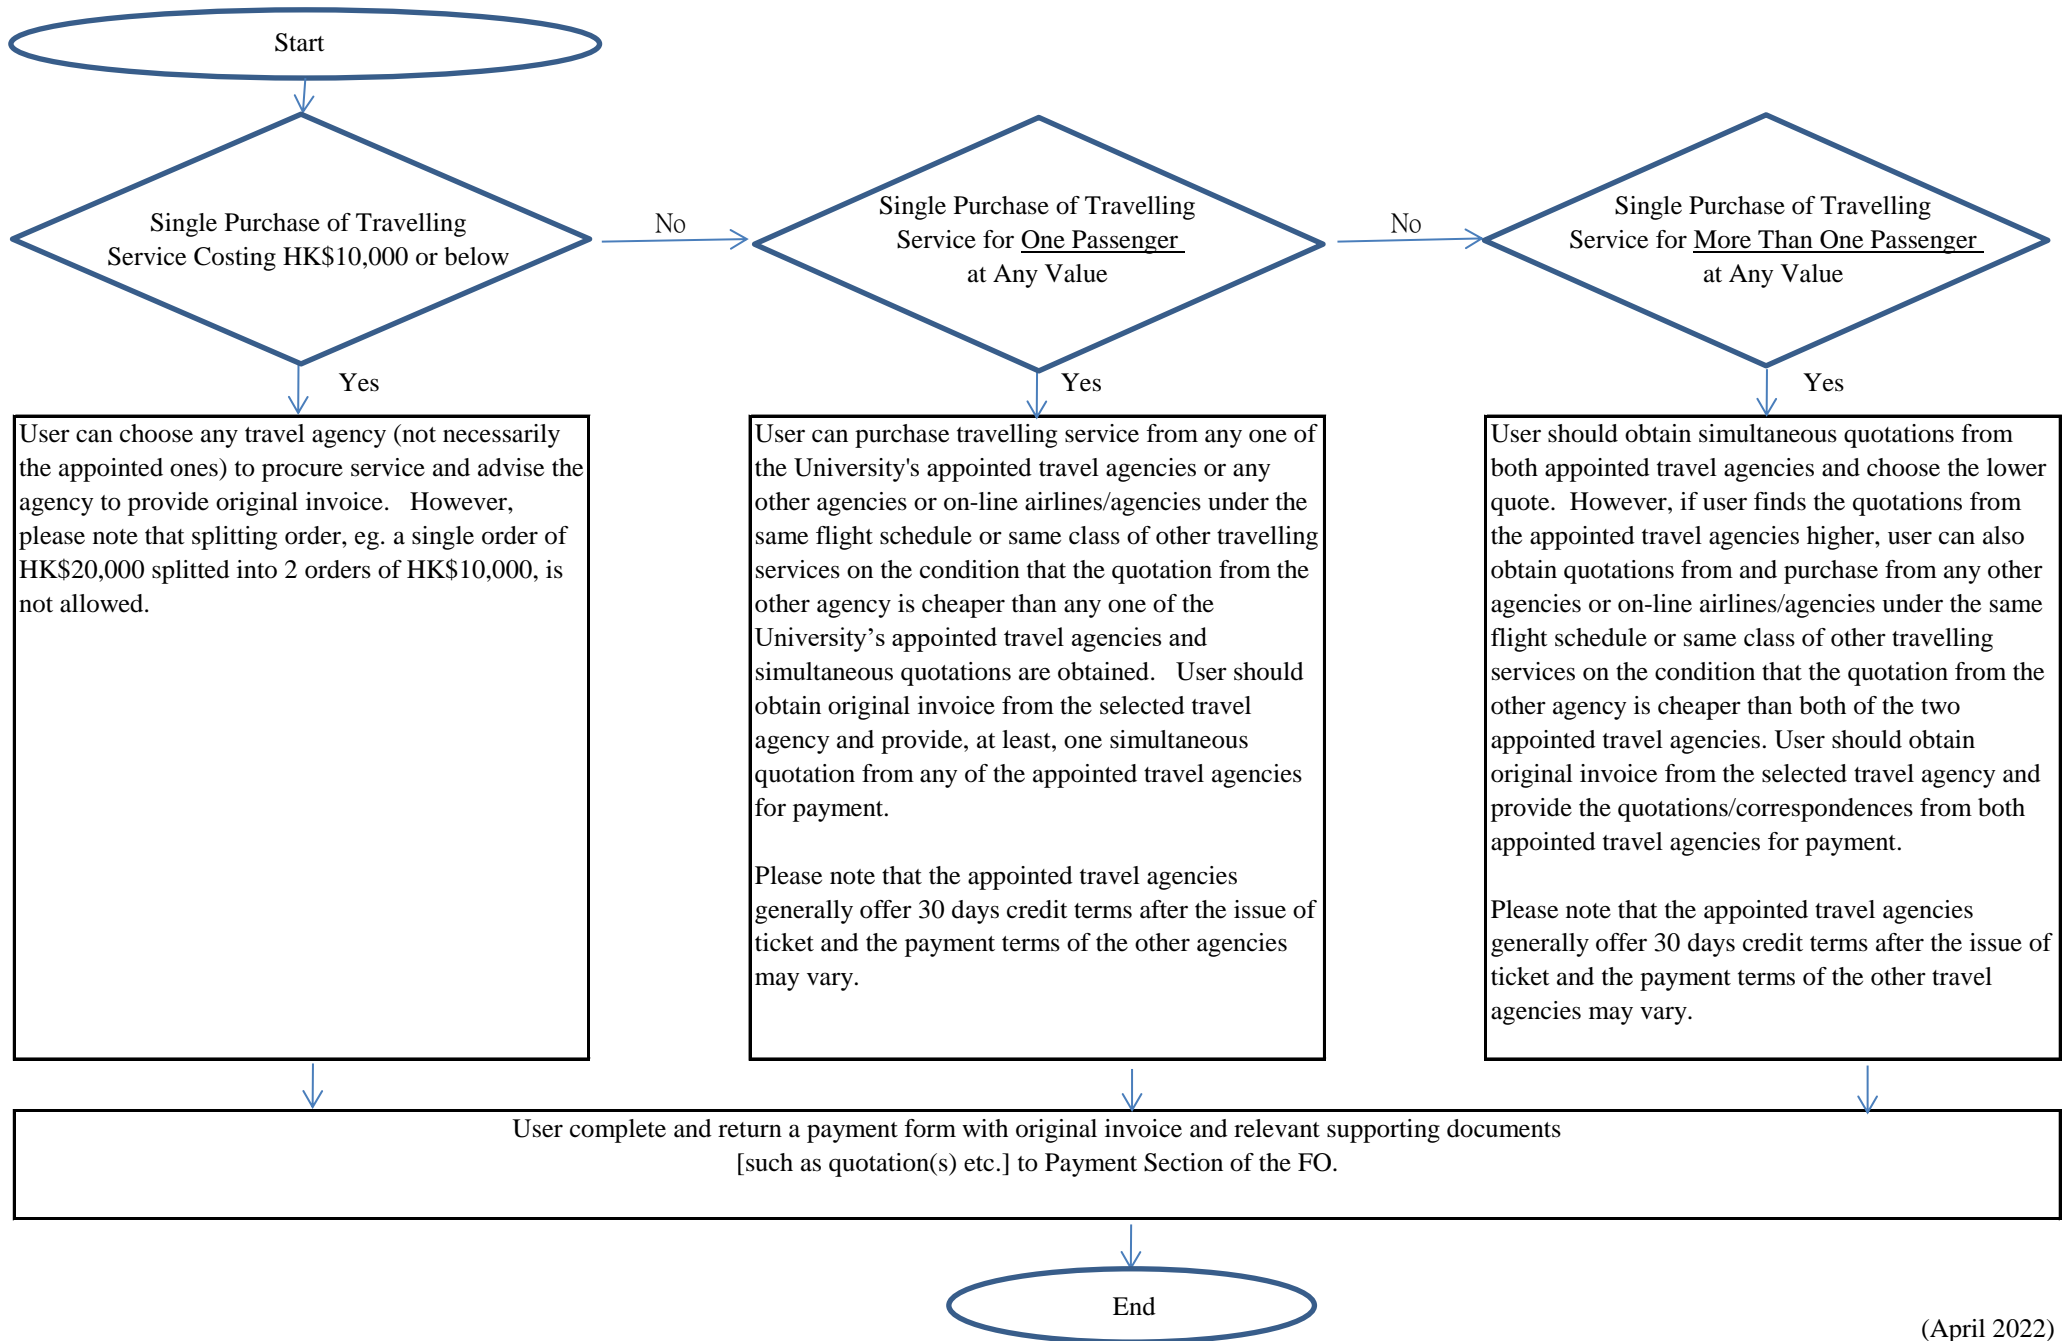 Start
Single Purchase of Travelling
Service Costing HK$10,000 or below
No
Single Purchase of Travelling
Service for One Passenger
at Any Value
No
Single Purchase of Travelling
Service for More Than One Passenger
at Any Value
Yes
Yes
Yes
User can choose any travel agency (not necessarily
the appointed ones) to procure service and advise the
agency to provide original invoice.   However,
please note that splitting order, eg. a single order of
HK$20,000 splitted into 2 orders of HK$10,000, is
not allowed.
User can purchase travelling service from any one of
the University's appointed travel agencies or any
other agencies or on-line airlines/agencies under the
same flight schedule or same class of other travelling
services on the condition that the quotation from the
other agency is cheaper than any one of the
University’s appointed travel agencies and
simultaneous quotations are obtained.   User should
obtain original invoice from the selected travel
agency and provide, at least, one simultaneous
quotation from any of the appointed travel agencies
for payment.
Please note that the appointed travel agencies
generally offer 30 days credit terms after the issue of
ticket and the payment terms of the other agencies
may vary.
User should obtain simultaneous quotations from
both appointed travel agencies and choose the lower
quote.  However, if user finds the quotations from
the appointed travel agencies higher, user can also
obtain quotations from and purchase from any other
agencies or on-line airlines/agencies under the same
flight schedule or same class of other travelling
services on the condition that the quotation from the
other agency is cheaper than both of the two
appointed travel agencies. User should obtain
original invoice from the selected travel agency and
provide the quotations/correspondences from both
appointed travel agencies for payment.
Please note that the appointed travel agencies
generally offer 30 days credit terms after the issue of
ticket and the payment terms of the other travel
agencies may vary.
User complete and return a payment form with original invoice and relevant supporting documents
[such as quotation(s) etc.] to Payment Section of the FO.
End
(April 2022)